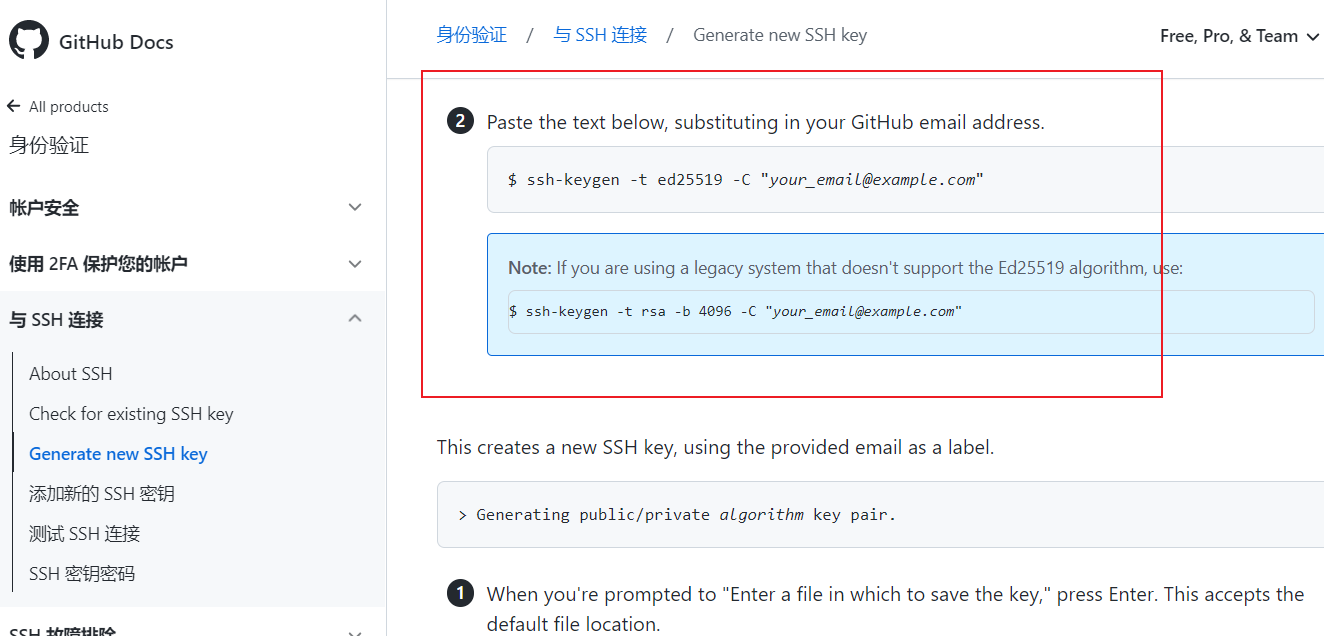 GitHub Docs
All products
身份验证
帐户安全
使用 2FA 保护您的帐户
与 SSH 连接
About SSH
Check for existing SSH key
Generate new SSH key
添加新的 SSH 密钥
测试 SSH 连接
SSH 密钥密码
SSH 故障排除
身份验证 / 与 SSH 连接 / Generate new SSH key
Free, Pro, & Team
2 Paste the text below, substituting in your GitHub email address.
$ ssh-keygen -t ed25519 -C "your_email@example.com"
Note: If you are using a legacy system that doesn't support the Ed25519 algorithm, use:
$ ssh-keygen -t rsa -b 4096 -C "your_email@example.com"
This creates a new SSH key, using the provided email as a label.
> Generating public/private algorithm key pair.
1 When you're prompted to "Enter a file in which to save the key," press Enter. This accepts the
default file location.